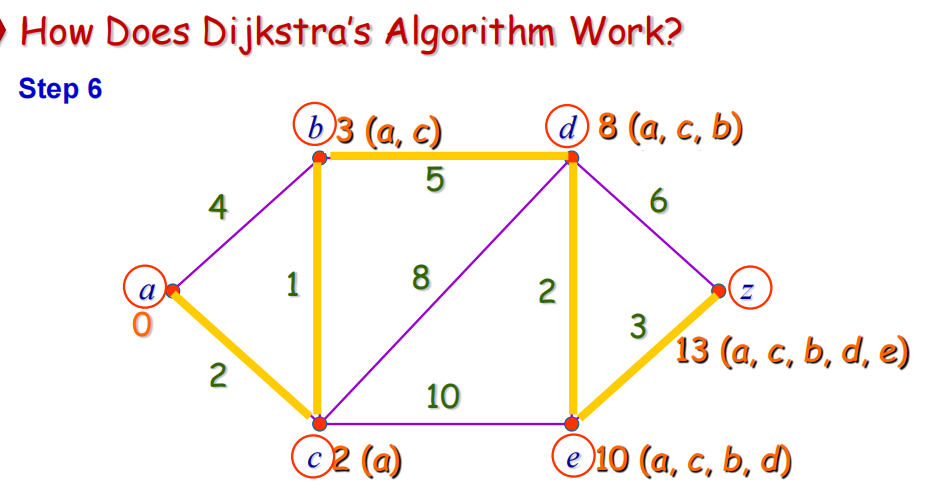 How Does Dijkstra's Algorithm Work?
Step 6
b 3 (a, c)
d 8 (a, c, b)
5
4
6
1
8
2
a
z
0
3
13 (a, c, b, d, e)
2
10
c 2 (a)
e 10 (a, c, b, d)